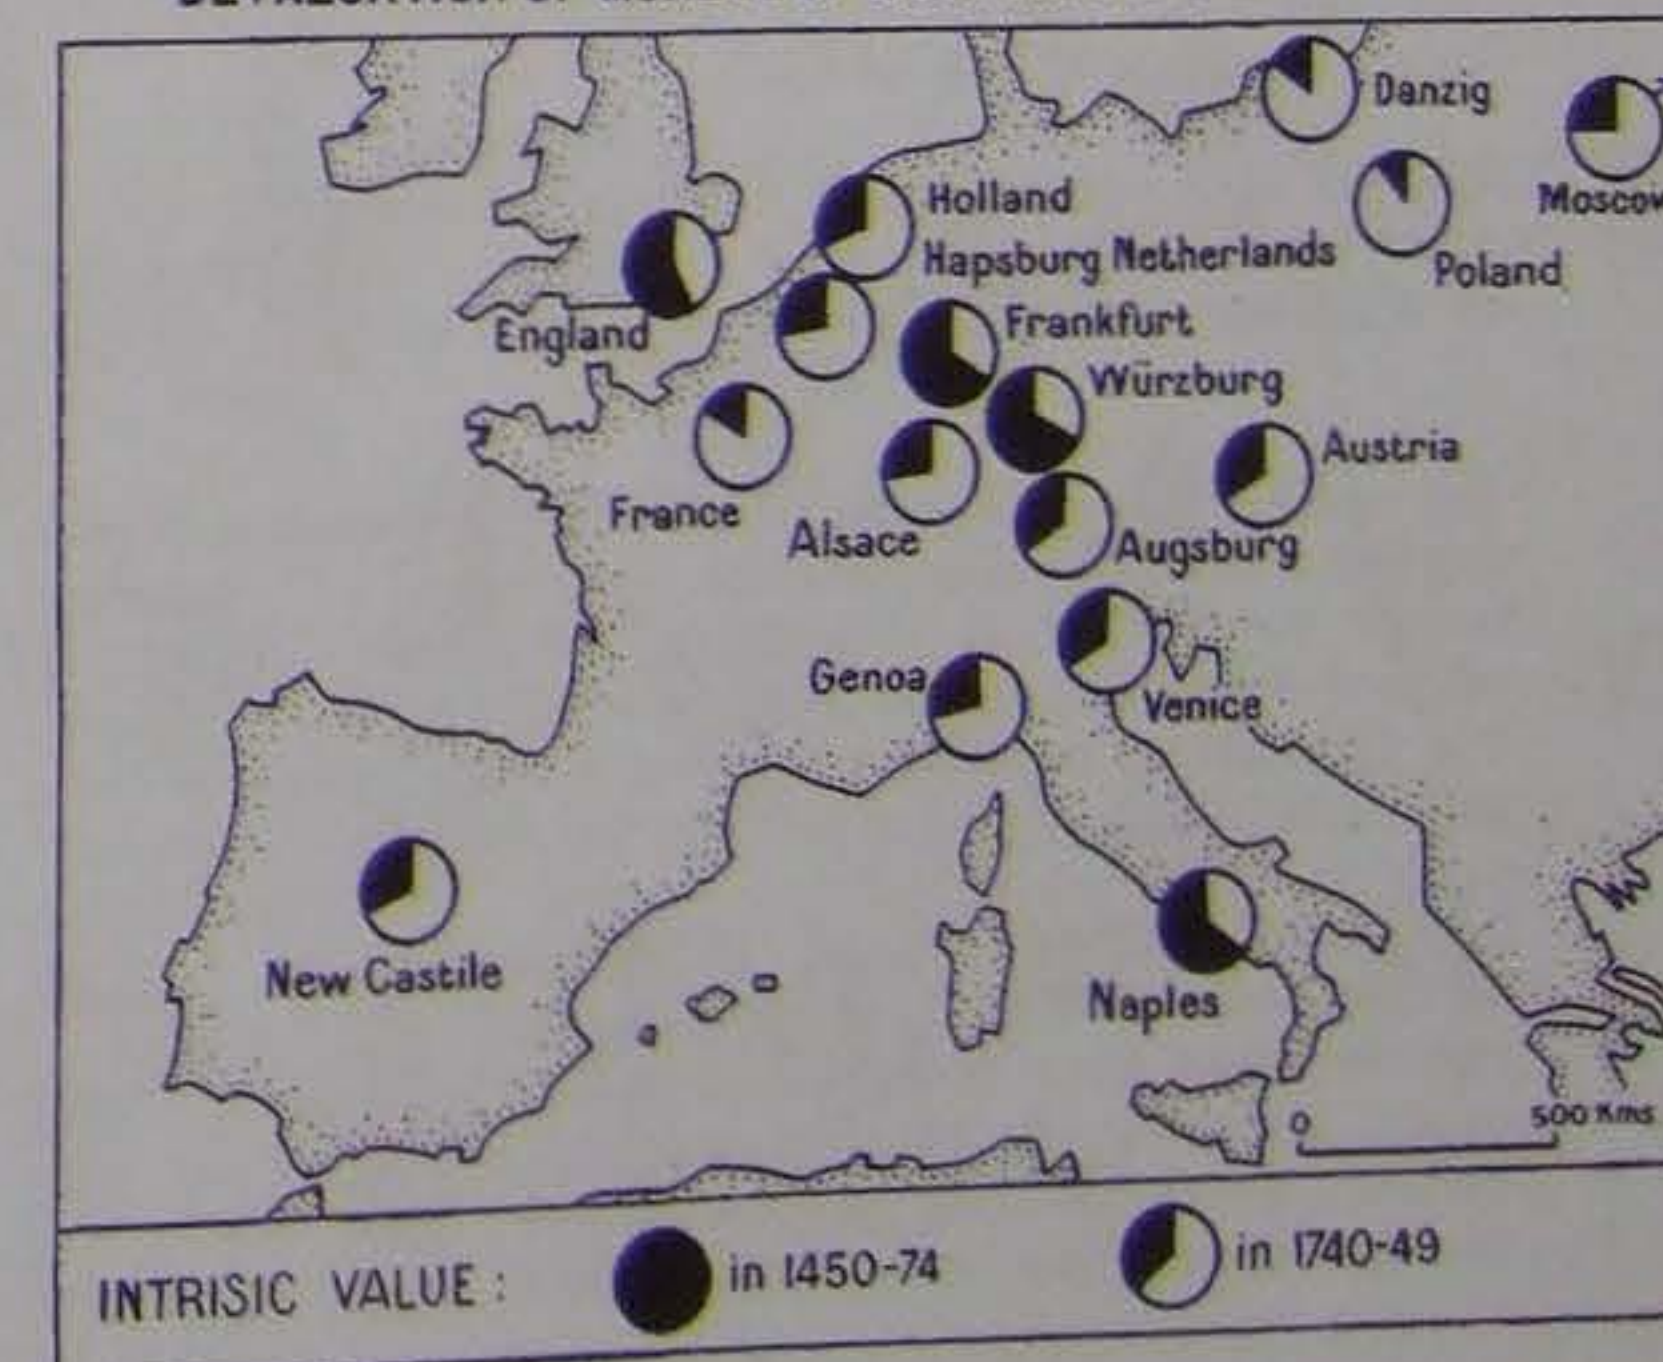 Danzig
Moscow
Holland
Hapsburg Netherlands
Poland
England
Frankfurt
Würzburg
Austria
France
Alsace
Augsburg
Genoa
Venice
New Castile
Naples
0
500 Kms
INTRISIC VALUE : in 1450-74 in 1740-49